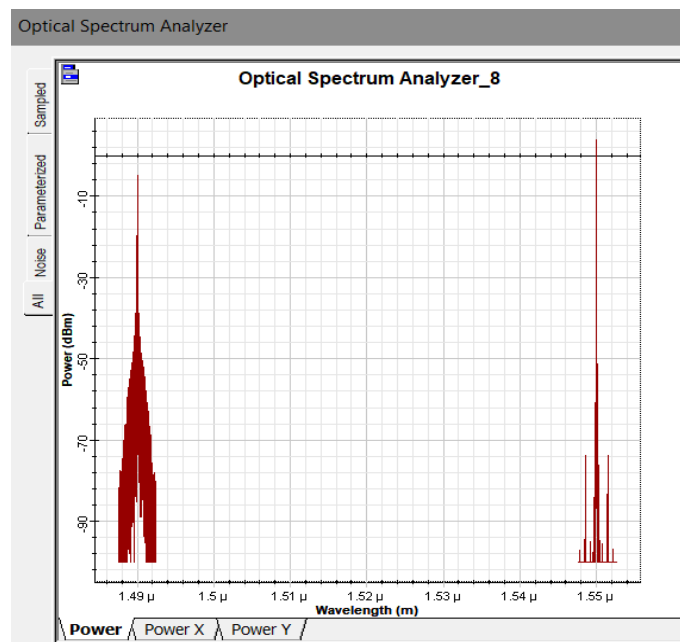 Optical Spectrum Analyzer
Optical Spectrum Analyzer_8
Sampled
Parameterized
Noise
All
Power (dBm)
-10
-30
-50
-70
-90
1.49 µ 1.5 µ 1.51 µ 1.52 µ 1.53 µ 1.54 µ 1.55 µ
Wavelength (m)
Power Power X Power Y